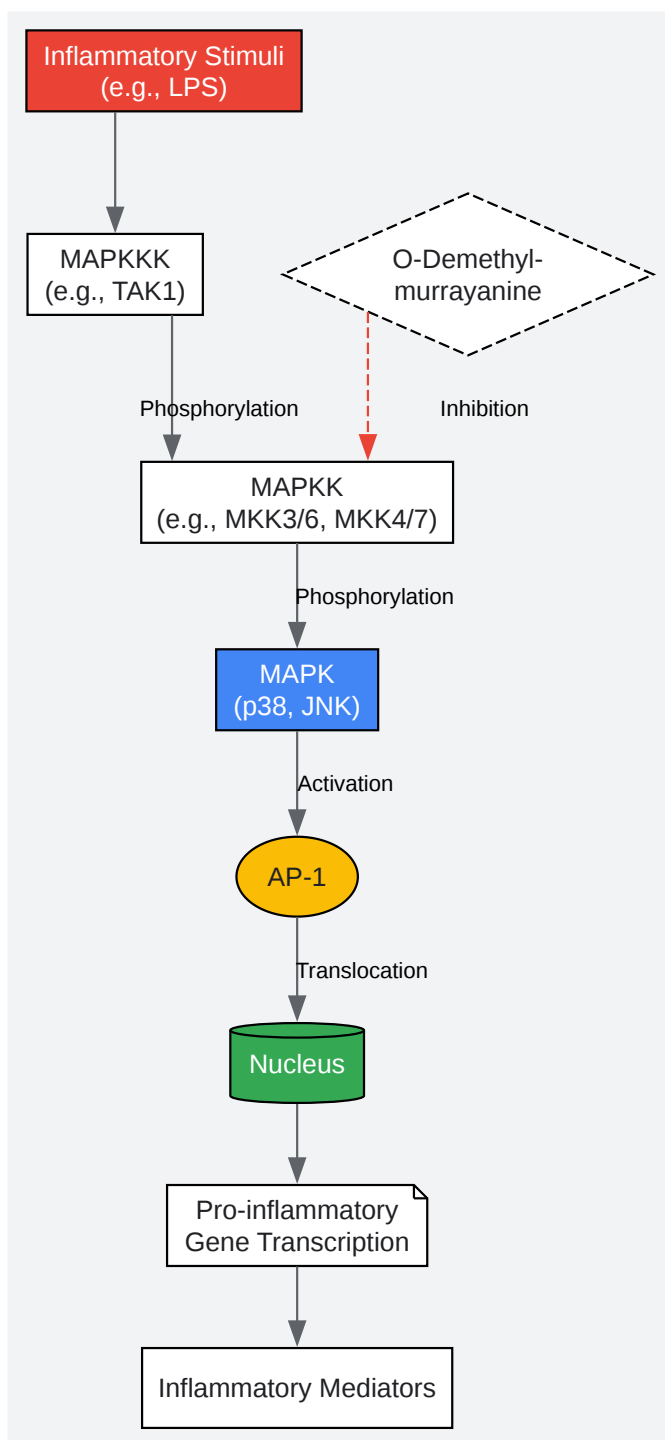 Inflammatory Stimuli
(e.g., LPS)
MAPKKK
(e.g., TAK1)
O-Demethyl-
murrayanine
Phosphorylation
Inhibition
MAPKK
(e.g., MKK3/6, MKK4/7)
Phosphorylation
MAPK
(p38, JNK)
Activation
AP-1
Translocation
Nucleus
Pro-inflammatory
Gene Transcription
Inflammatory Mediators